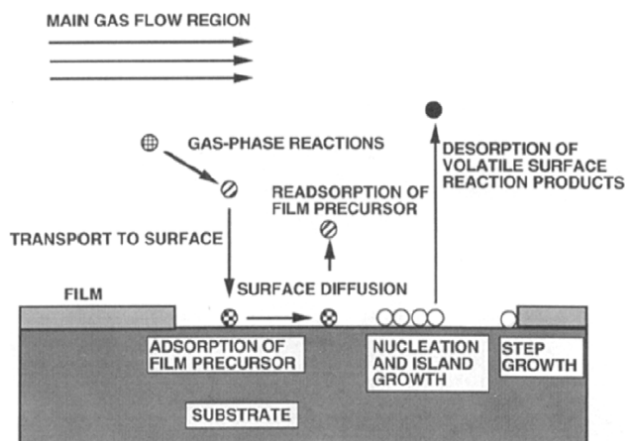 MAIN GAS FLOW REGION
GAS-PHASE REACTIONS
DESORPTION OF
VOLATILE SURFACE
REACTION PRODUCTS
READSORPTION OF
FILM PRECURSOR
TRANSPORT TO SURFACE
SURFACE DIFFUSION
FILM
ADSORPTION OF
FILM PRECURSOR
NUCLEATION
AND ISLAND
GROWTH
STEP
GROWTH
SUBSTRATE